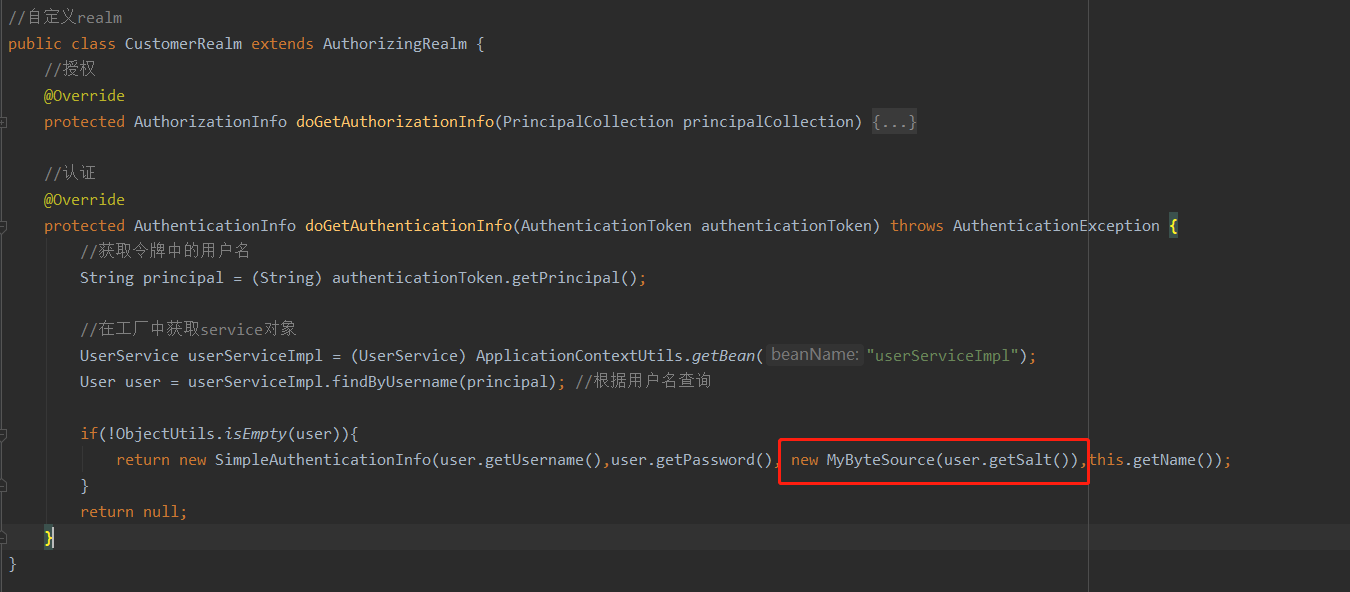 //自定义realm
public class CustomerRealm extends AuthorizingRealm {
//授权
@Override
protected AuthorizationInfo doGetAuthorizationInfo(PrincipalCollection principalCollection) {...}
//认证
@Override
protected AuthenticationInfo doGetAuthenticationInfo(AuthenticationToken authenticationToken) throws AuthenticationException {
//获取令牌中的用户名
String principal = (String) authenticationToken.getPrincipal();
//在工厂中获取service对象
UserService userServiceImpl = (UserService) ApplicationContextUtils.getBean( beanName: "userServiceImpl");
User user = userServiceImpl.findByUsername(principal); //根据用户名查询
if(!ObjectUtils.isEmpty(user)){
return new SimpleAuthenticationInfo(user.getUsername(),user.getPassword(), new MyByteSource(user.getSalt()),this.getName());
}
return null;
}
}